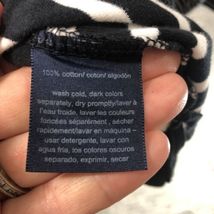 100% cotton/ coton/ algodón
wash cold, dark colors
separately, dry promptly/laver à
l'eau froide, laver les couleurs
foncées séparément , sécher
rapidement/lavar en máquina –
usar detergente, lavar con
agua fria, los colores oscuros
separado, exprimir, secar